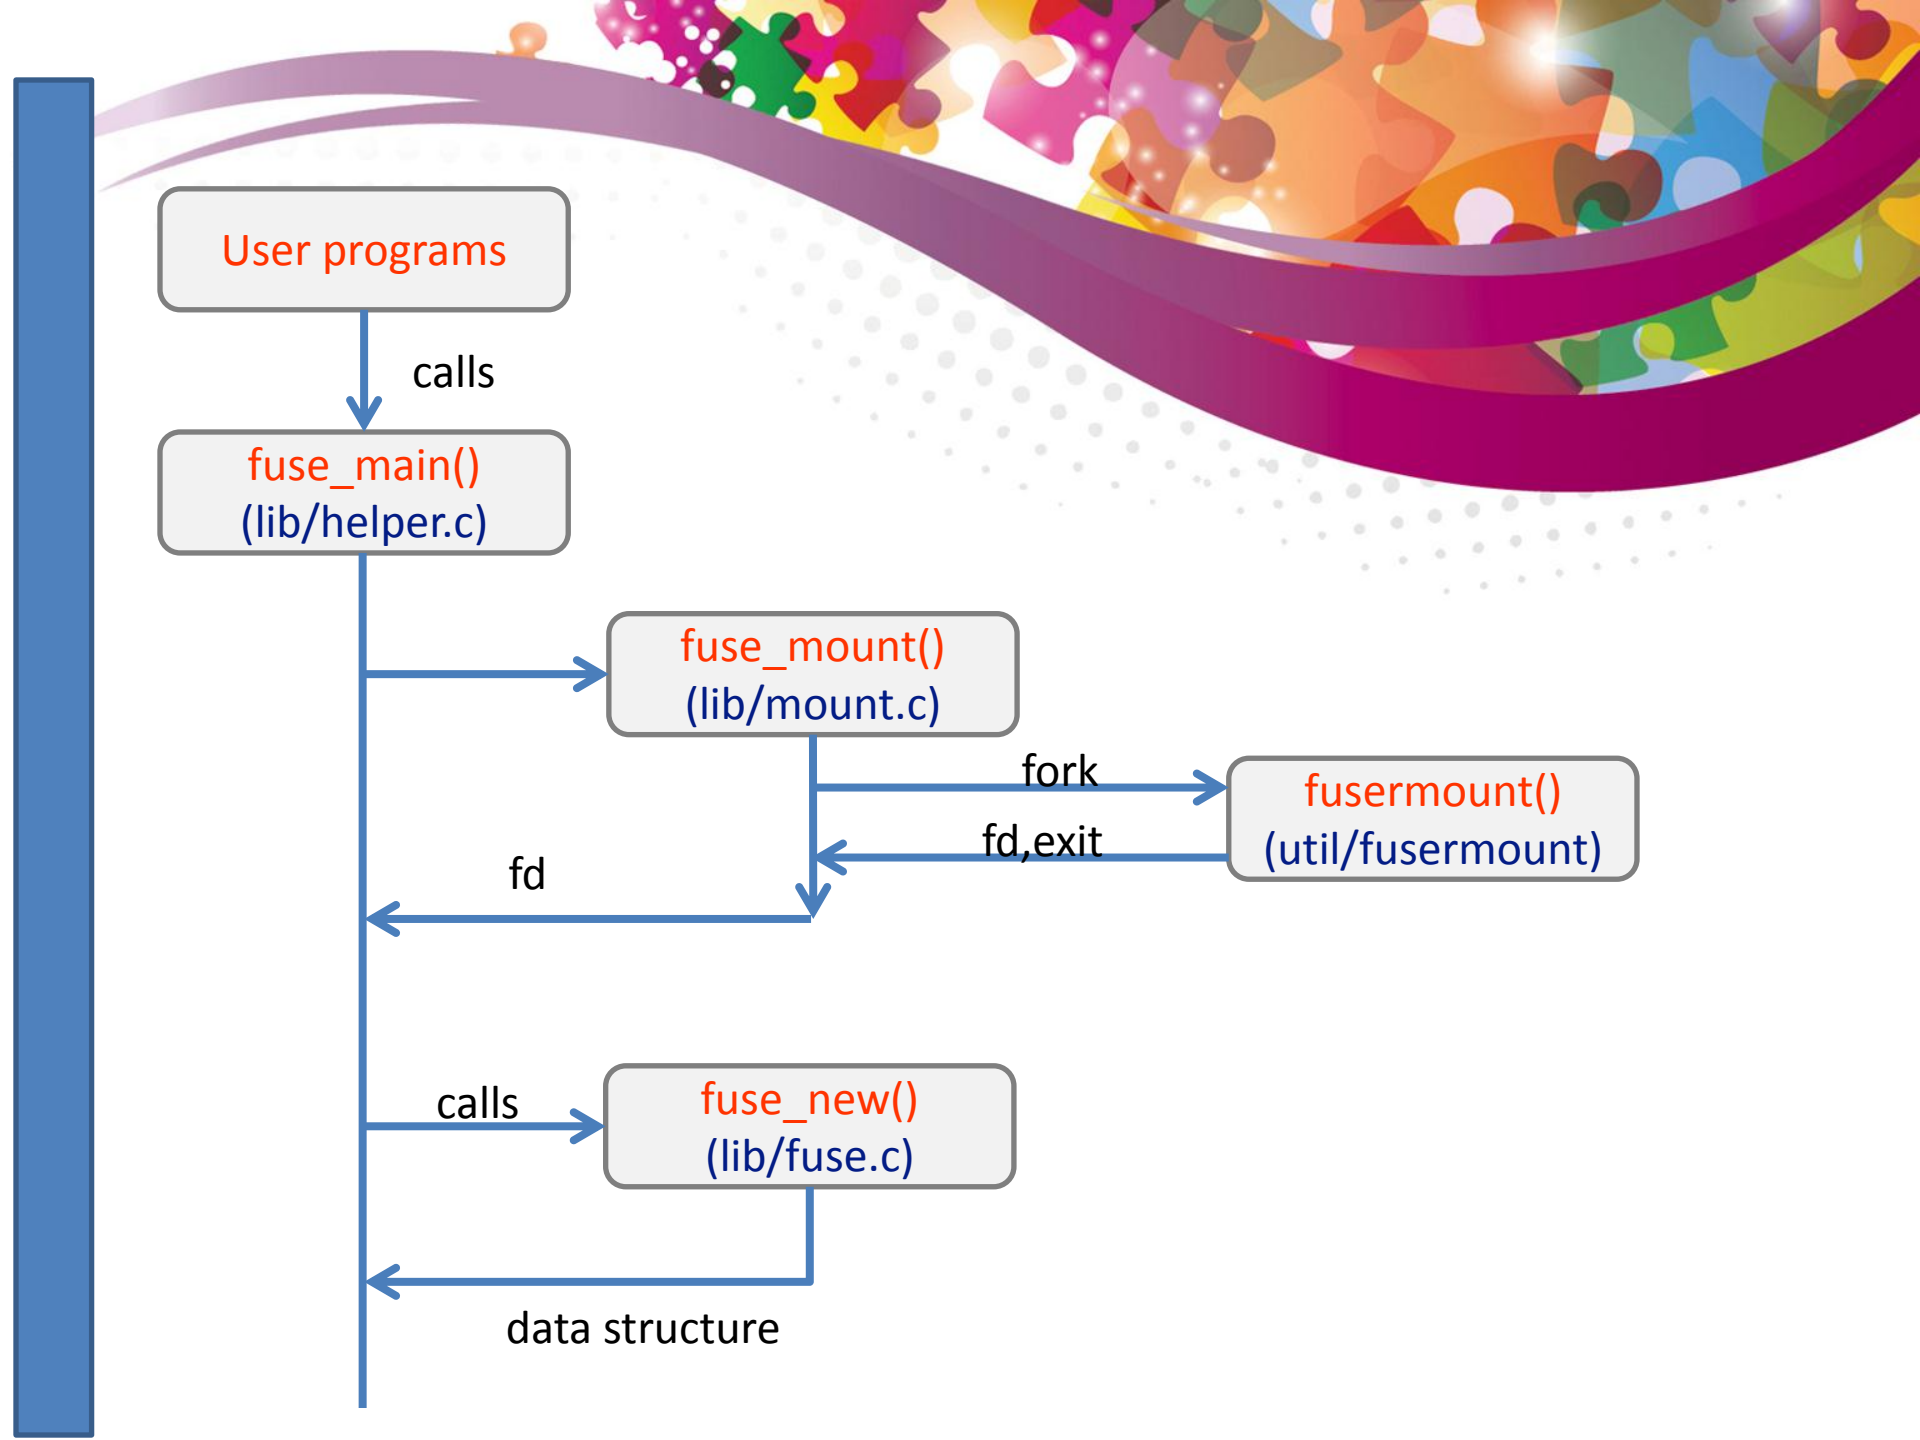 User programs
calls
fuse_main()
(lib/helper.c)
fuse_mount()
(lib/mount.c)
fork
fusermount()
(util/fusermount)
fd,exit
fd
calls
fuse_new()
(lib/fuse.c)
data structure